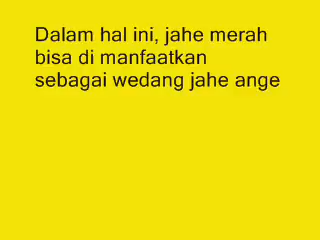 Dalam hal ini, jahe merah
bisa di manfaatkan
sebagai wedang jahe ange